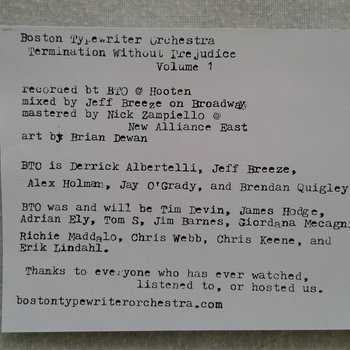 Boston Typewriter Orchestra
Termination Without Prejudice
Volume 1
recorued bt BTO @ Hooten
mixed by Jeff Breeze on Broadway
mastered by Nick Zampiello @
New Alliance East
art by Brian Dewan
BTO is Derrick Albertelli, Jeff Breeze,
Alex Holman, Jay O'Grady, and Brendan Quigley
BTO was and will be Tim Devin, James Hodge,
Adrian Ely, Tom S, Jim Barnes, Giordana Mecagni
Richie Maddalo, Chris Webb, Chris Keene, and
Erik Lindahl.
Thanks to everyone who has ever watched,
listened to, or hosted us.
bostontypewriterorchestra.com